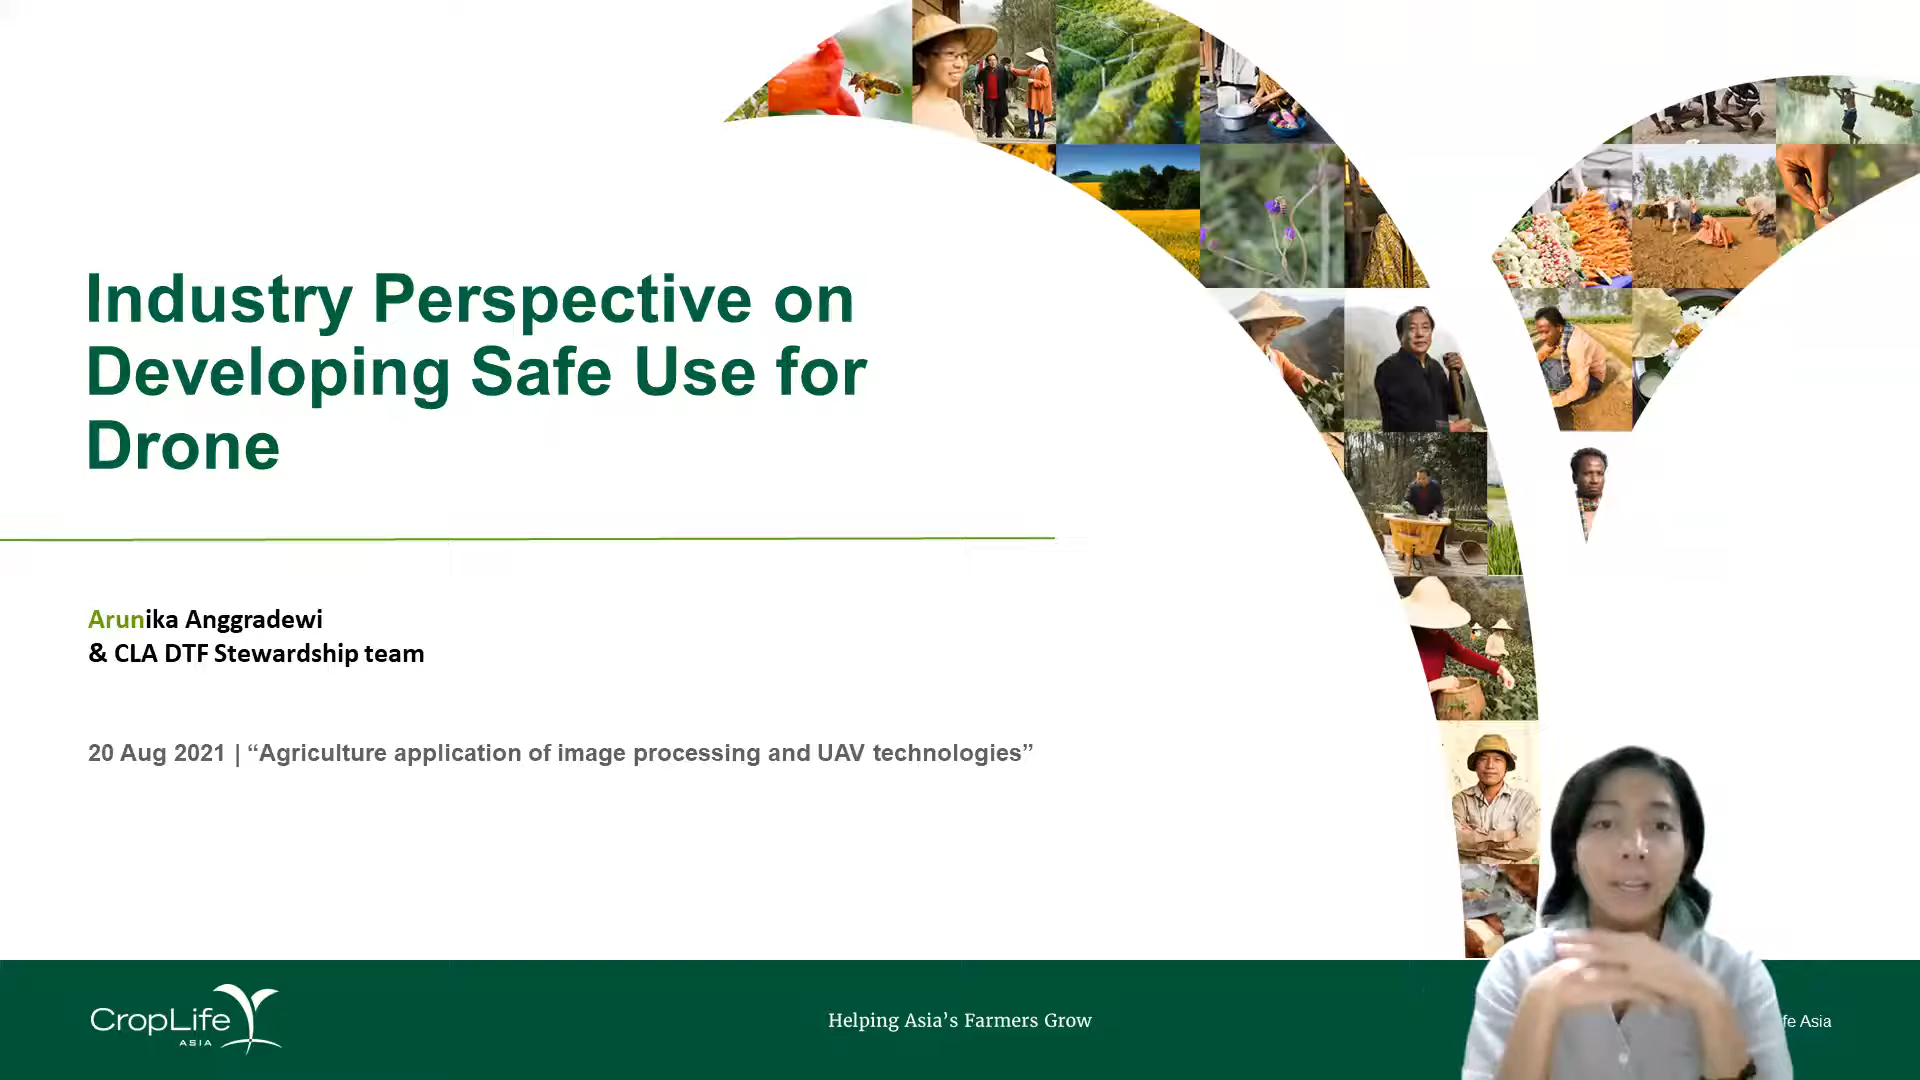 Industry Perspective on
Developing Safe Use for
Drone
Arunika Anggradewi
& CLA DTF Stewardship team
20 Aug 2021 | “Agriculture application of image processing and UAV technologies”
CropLife
ASIA
Helping Asia’s Farmers Grow
Asia